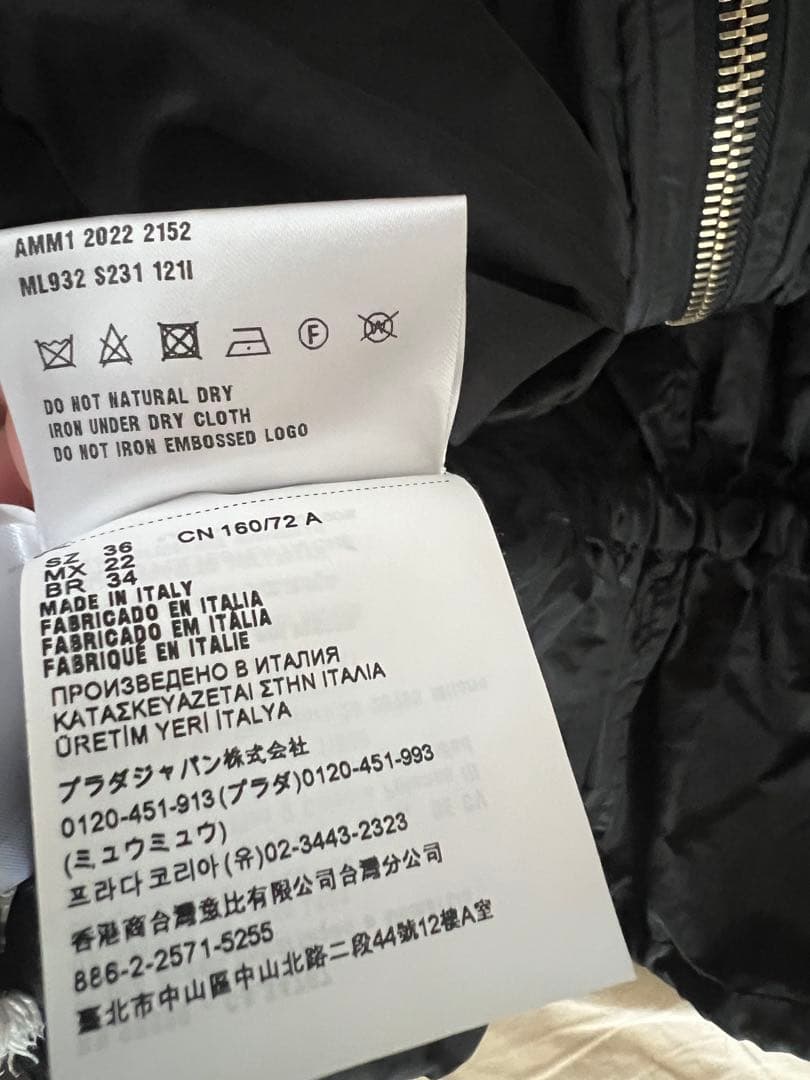 AMM1 2022 2152
ML932 S231 121I
F
W
DO NOT NATURAL DRY
IRON UNDER DRY CLOTH
DO NOT IRON EMBOSSED LOGO
SZ 36 CN 160/72 A
MX 22
BR 34
MADE IN ITALY
FABRICADO EN ITALIA
FABRICADO EM ITÁLIA
FABRIQUÉ EN ITALIE
ПРОИЗВЕДЕНО В ИТАЛИЯ
ΚΑΤΑΣΚΕΥΑΖΕΤΑΙ ΣΤΗΝ ΙΤΑΛΙΑ
ÜRETİM YERİ İTALYA
プラダジャパン株式会社
0120-451-913(プラダ)0120-451-993
(ミュウミュウ)
프라다코리아(유)02-3443-2323
香港商台灣意比有限公司台灣分公司
886-2-2571-5255
臺北市中山區中山北路二段44號12樓A室